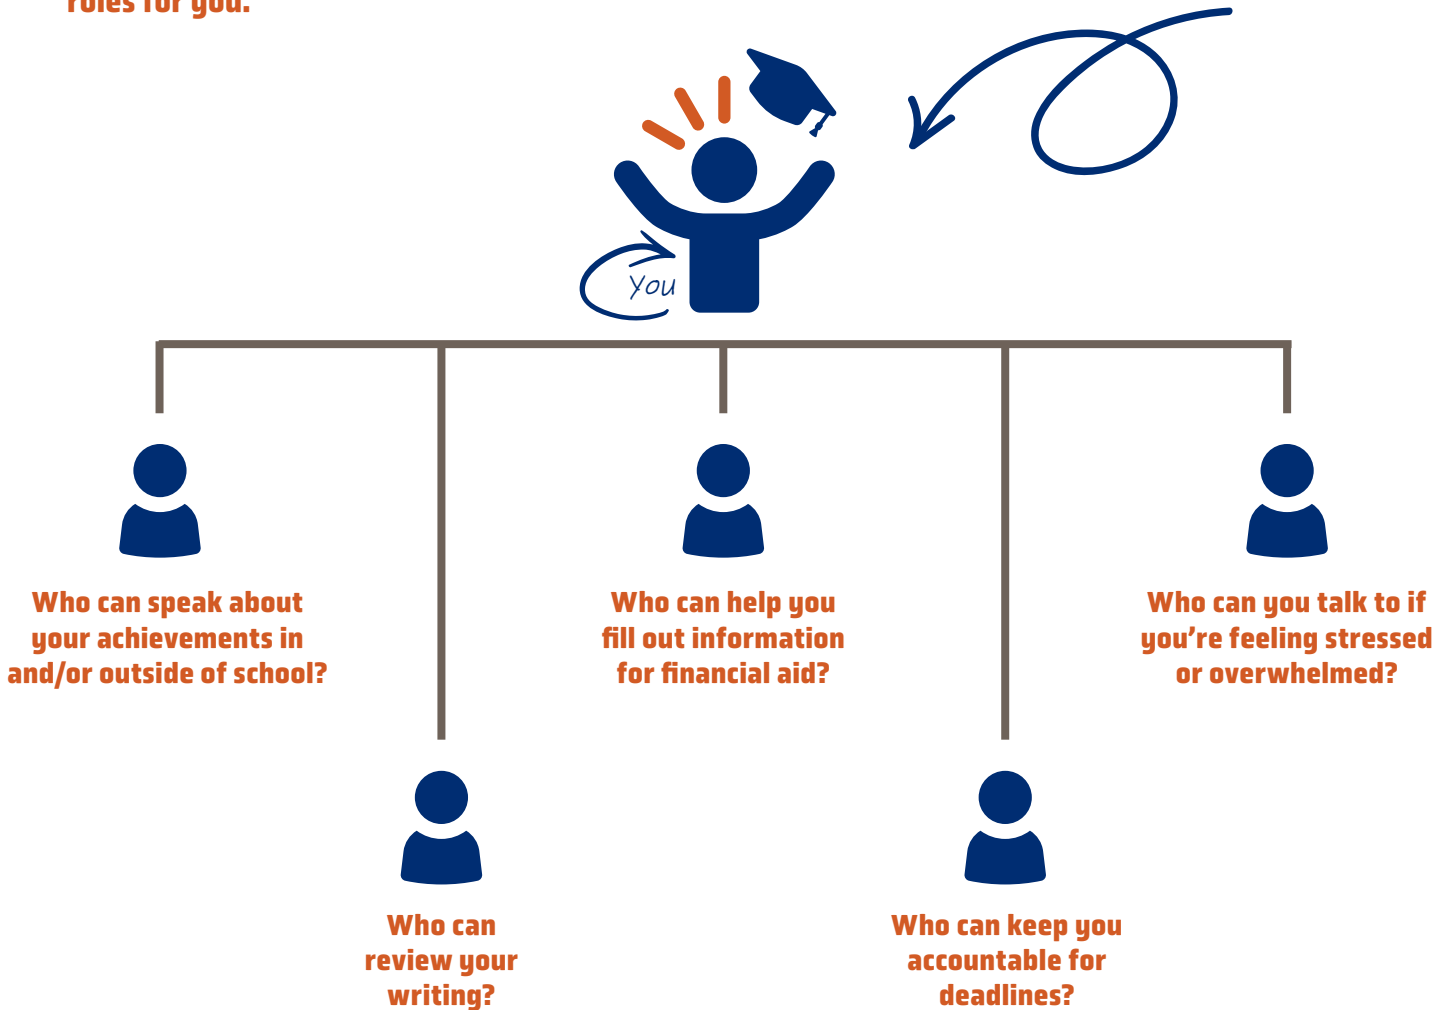 roles for you.
You
Who can speak about
your achievements in
and/or outside of school?
Who can help you
fill out information
for financial aid?
Who can you talk to if
you're feeling stressed
or overwhelmed?
Who can
review your
writing?
Who can keep you
accountable for
deadlines?